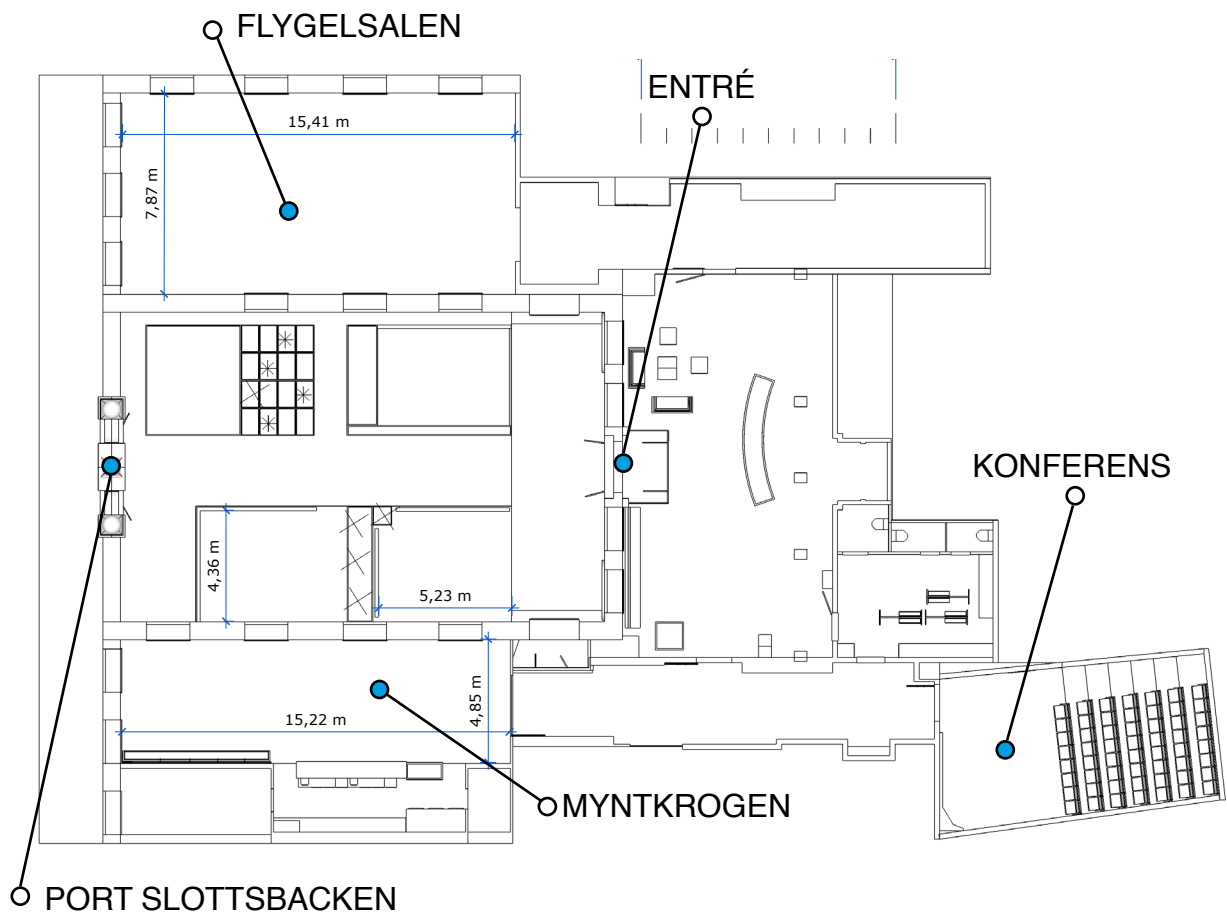 FLYGELSALEN
ENTRÉ
15,41 m
7,87 m
KONFERENS
4,36 m
5,23 m
4,85 m
15,22 m
MYNTKROGEN
PORT SLOTTSBACKEN